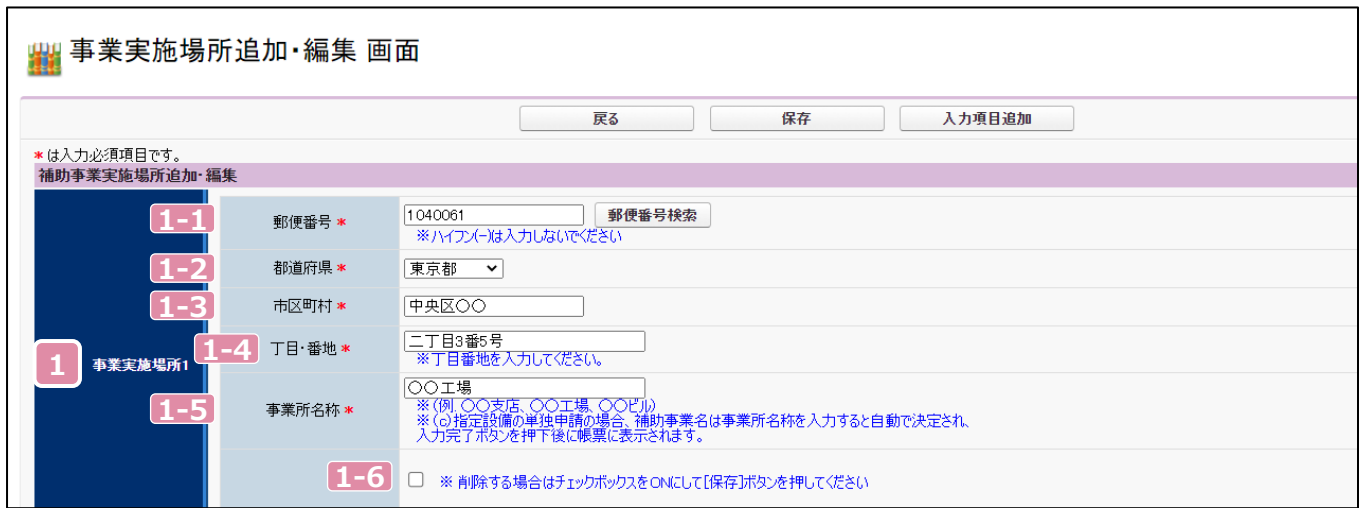 事業実施場所追加・編集 画面
戻る 保存 入力項目追加
* は入力必須項目です。
補助事業実施場所追加・編集
1-1 郵便番号 * 1040061 郵便番号検索
※ハイフン(-)は入力しないでください
1-2 都道府県 * 東京都
1-3 市区町村 * 中央区〇〇
1-4 丁目・番地 * 二丁目3番5号
※丁目番地を入力してください。
1 事業実施場所1
1-5 事業所名称 * 〇〇工場
※(例. 〇〇支店、〇〇工場、〇〇ビル)
※(c)指定設備の単独申請の場合、補助事業名は事業所名称を入力すると自動で決定され、
入力完了ボタンを押下後に帳票に表示されます。
1-6 ※ 削除する場合はチェックボックスをONにして[保存]ボタンを押してください